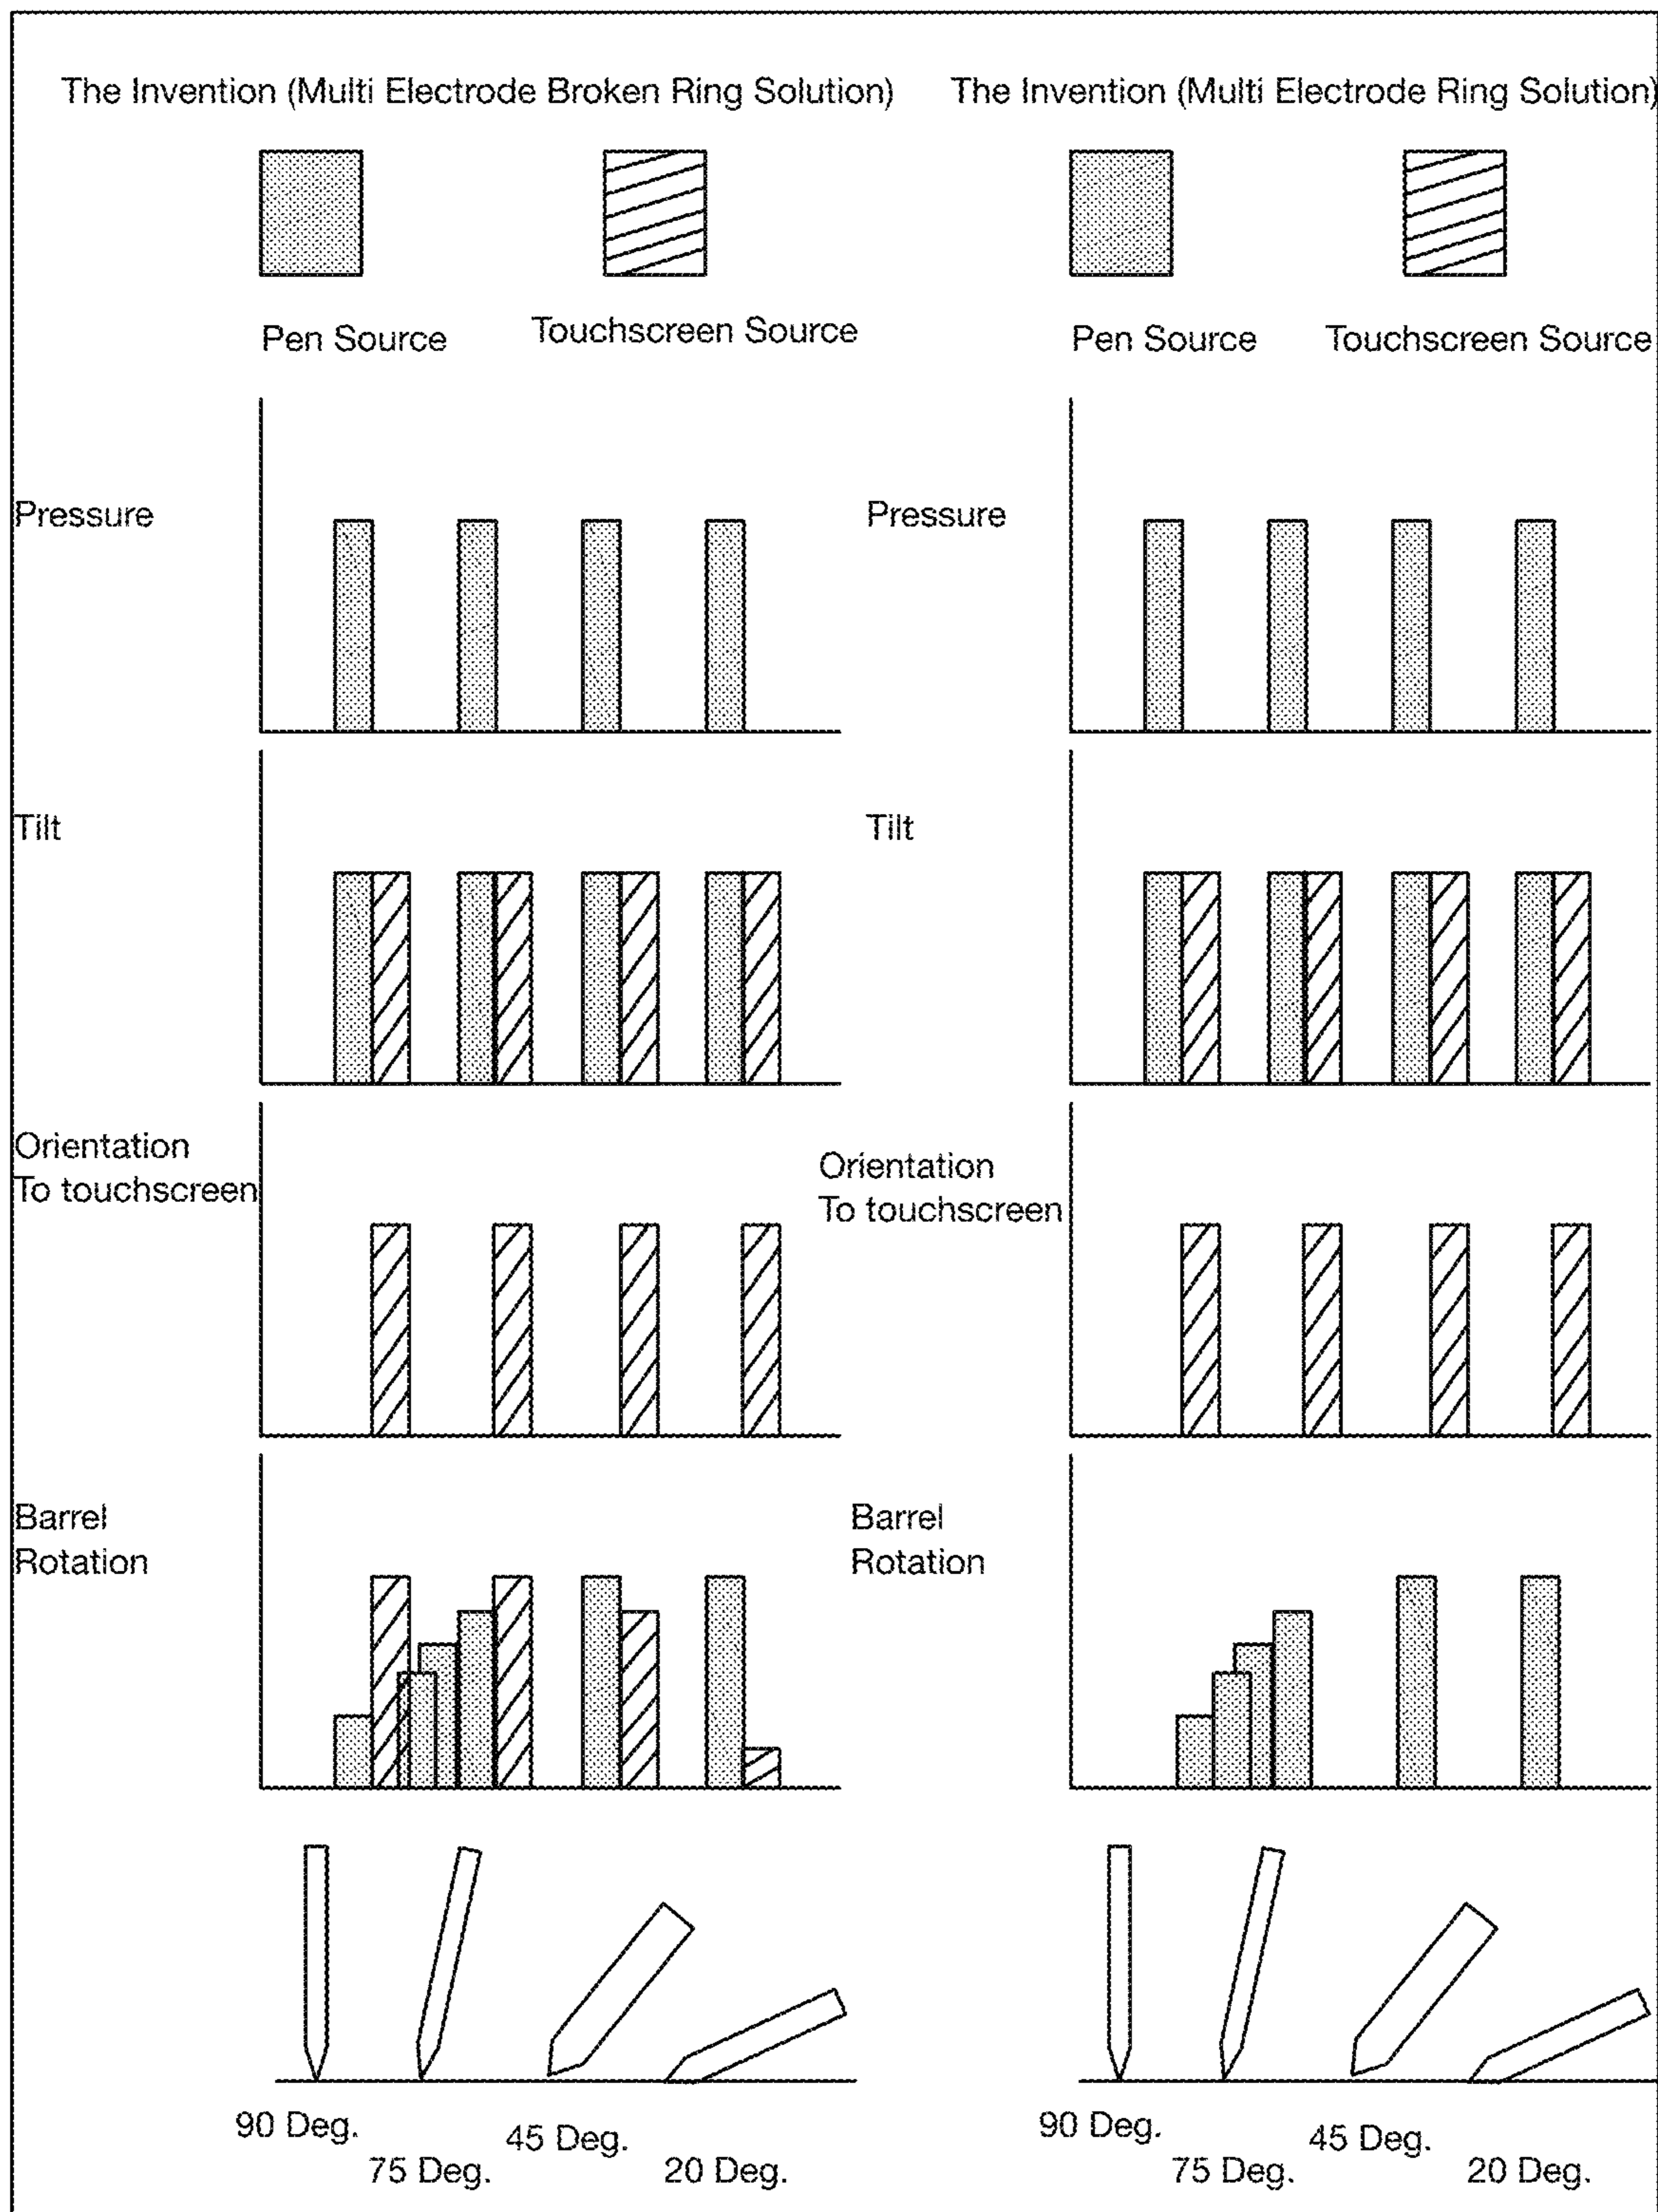 The Invention (Multi Electrode Broken Ring Solution)
The Invention (Multi Electrode Ring Solution)
Pen Source
Touchscreen Source
Pen Source
Touchscreen Source
Pressure
Pressure
Tilt
Tilt
Orientation
To touchscreen
Orientation
To touchscreen
Barrel
Rotation
Barrel
Rotation
90 Deg.
75 Deg.
45 Deg.
20 Deg.
90 Deg.
75 Deg.
45 Deg.
20 Deg.